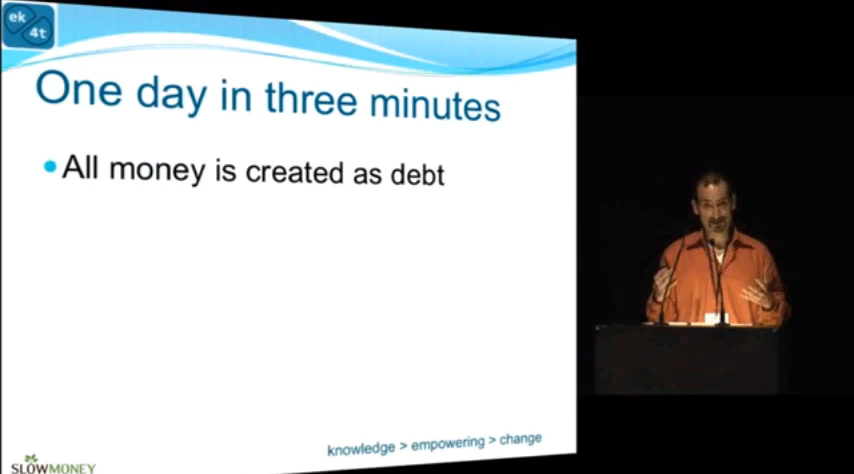 ek
4t
One day in three minutes
All money is created as debt
knowledge > empowering > change
SLOWMONEY